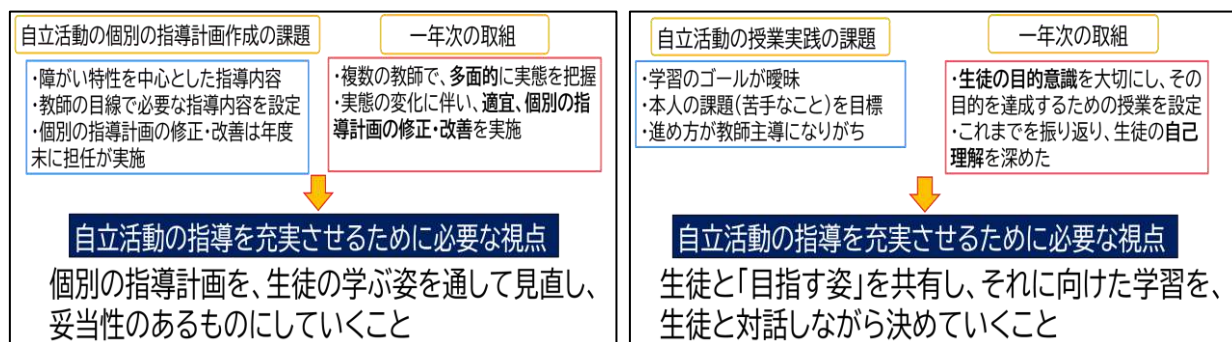 自立活動の個別の指導計画作成の課題
一年次の取組
・障がい特性を中心とした指導内容
・教師の目線で必要な指導内容を設定
・個別の指導計画の修正・改善は年度
末に担任が実施
・複数の教師で、多面的に実態を把握
・実態の変化に伴い、適宜、個別の指
導計画の修正・改善を実施
自立活動の指導を充実させるために必要な視点
個別の指導計画を、生徒の学ぶ姿を通して見直し、
妥当性のあるものにしていくこと
自立活動の授業実践の課題
一年次の取組
・学習のゴールが曖昧
・本人の課題(苦手なこと)を目標
・進め方が教師主導になりがち
・生徒の目的意識を大切にし、その
目的を達成するための授業を設定
・これまでを振り返り、生徒の自己
理解を深めた
自立活動の指導を充実させるために必要な視点
生徒と「目指す姿」を共有し、それに向けた学習を、
生徒と対話しながら決めていくこと